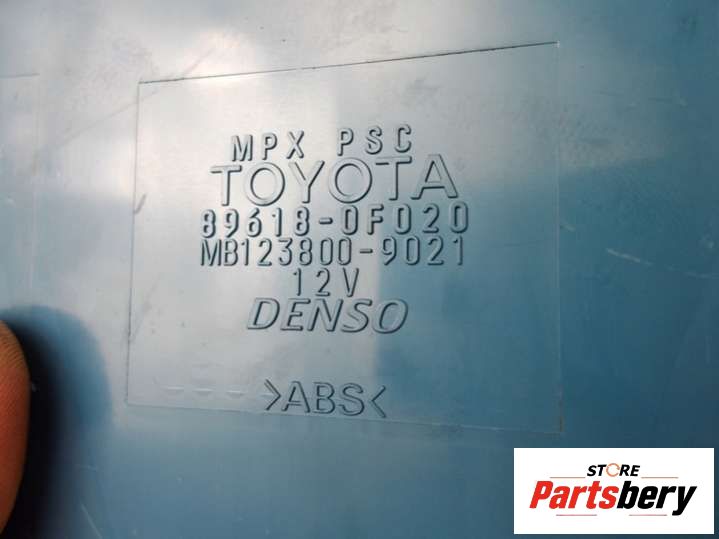 MPX PSC
TOYOTA
89618-0F020
MB123800-9021
12V
DENSO
>ABS<
STORE
Partsbery